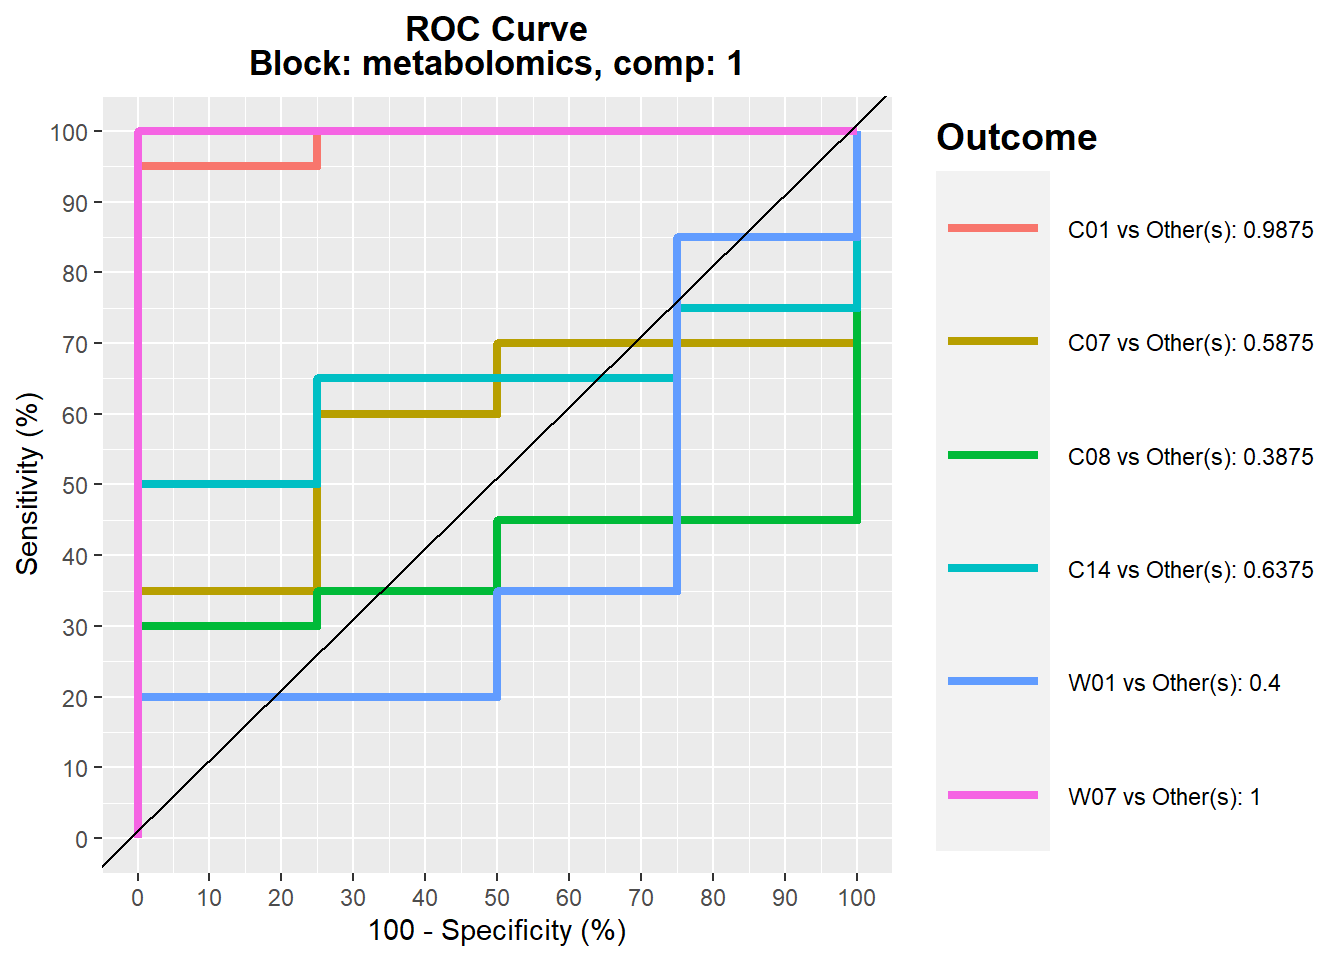 ROC Curve
Block: metabolomics, comp: 1
Sensitivity (%)
100
90
80
70
60
50
40
30
20
10
0
0 10 20 30 40 50 60 70 80 90 100
100 - Specificity (%)
Outcome
C01 vs Other(s): 0.9875
C07 vs Other(s): 0.5875
C08 vs Other(s): 0.3875
C14 vs Other(s): 0.6375
W01 vs Other(s): 0.4
W07 vs Other(s): 1